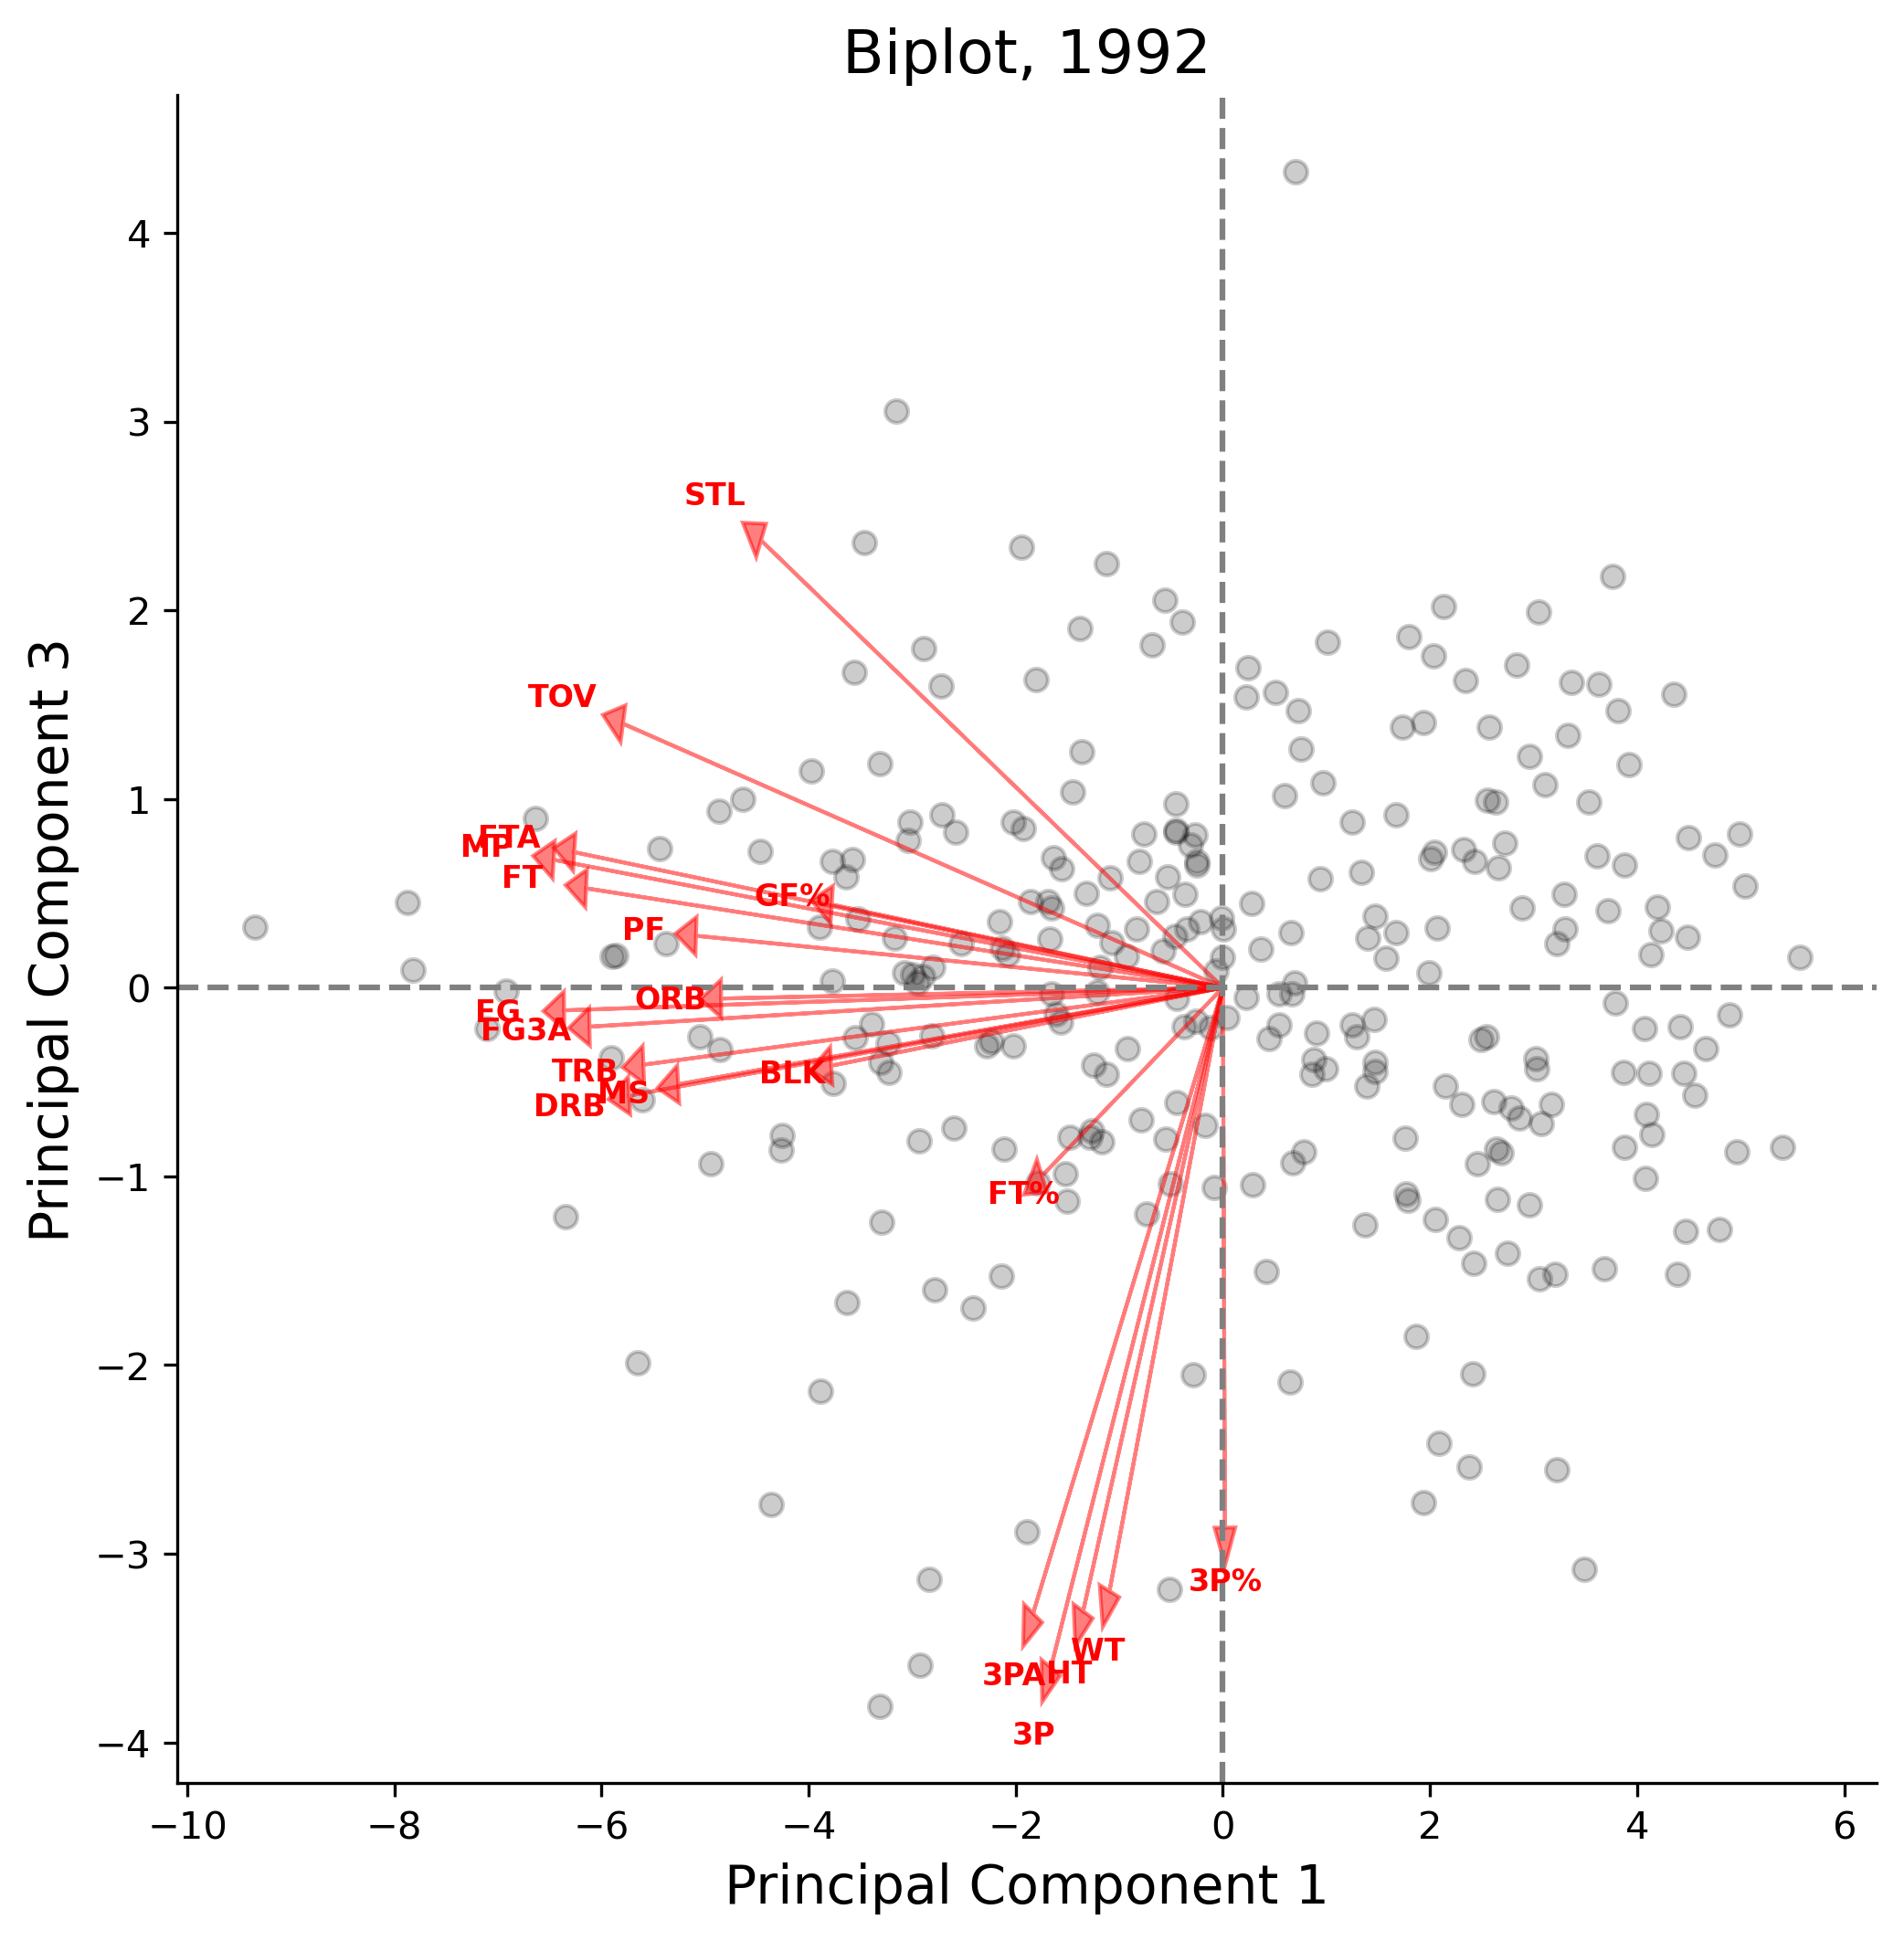 Biplot, 1992
Principal Component 3
4
3
2
1
0
−1
−2
−3
−4
STL
TOV
FTA
MP
FT
GF%
PF
ORB
FG
FG3A
TRB
BLK
MS
DRB
FT%
3P%
WT
3PA
HT
3P
−10
−8
−6
−4
−2
0
2
4
6
Principal Component 1